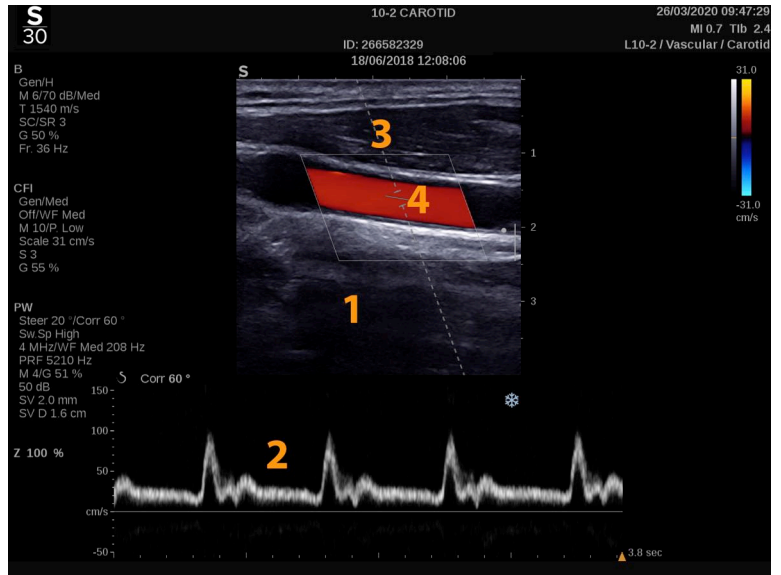 S
30
10-2 CAROTID
26/03/2020 09:47:29
MI 0.7 TIb 2.4
ID: 266582329
L10-2 / Vascular / Carotid
18/06/2018 12:08:06
B
Gen/H
M 6/70 dB/Med
T 1540 m/s
SC/SR 3
G 50 %
Fr. 36 Hz
CFI
Gen/Med
Off/WF Med
M 10/P. Low
Scale 31 cm/s
S 3
G 55 %
PW
Steer 20 °/Corr 60 °
Sw.Sp High
4 MHz/WF Med 208 Hz
PRF 5210 Hz
M 4/G 51 %
50 dB
SV 2.0 mm
SV D 1.6 cm
Z 100 %
S
3
4
1
1
2
3
31.0
-31.0
cm/s
Corr 60 °
150
100
50
cm/s
-50
2
3.8 sec